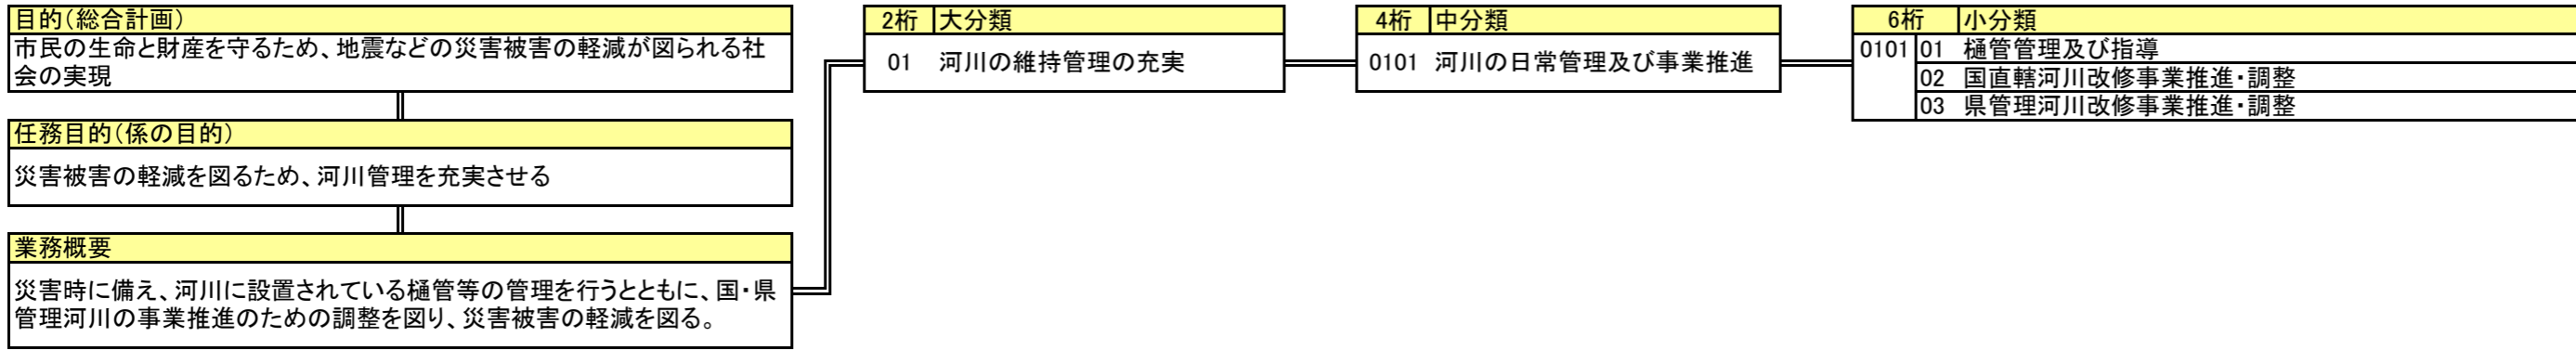 目的(総合計画)
市民の生命と財産を守るため、地震などの災害被害の軽減が図られる社
会の実現
任務目的(係の目的)
災害被害の軽減を図るため、河川管理を充実させる
業務概要
災害時に備え、河川に設置されている樋管等の管理を行うとともに、国・県
管理河川の事業推進のための調整を図り、災害被害の軽減を図る。
2桁 大分類
01 河川の維持管理の充実
4桁 中分類
0101 河川の日常管理及び事業推進
6桁 小分類
0101 01 樋管管理及び指導
02 国直轄河川改修事業推進・調整
03 県管理河川改修事業推進・調整